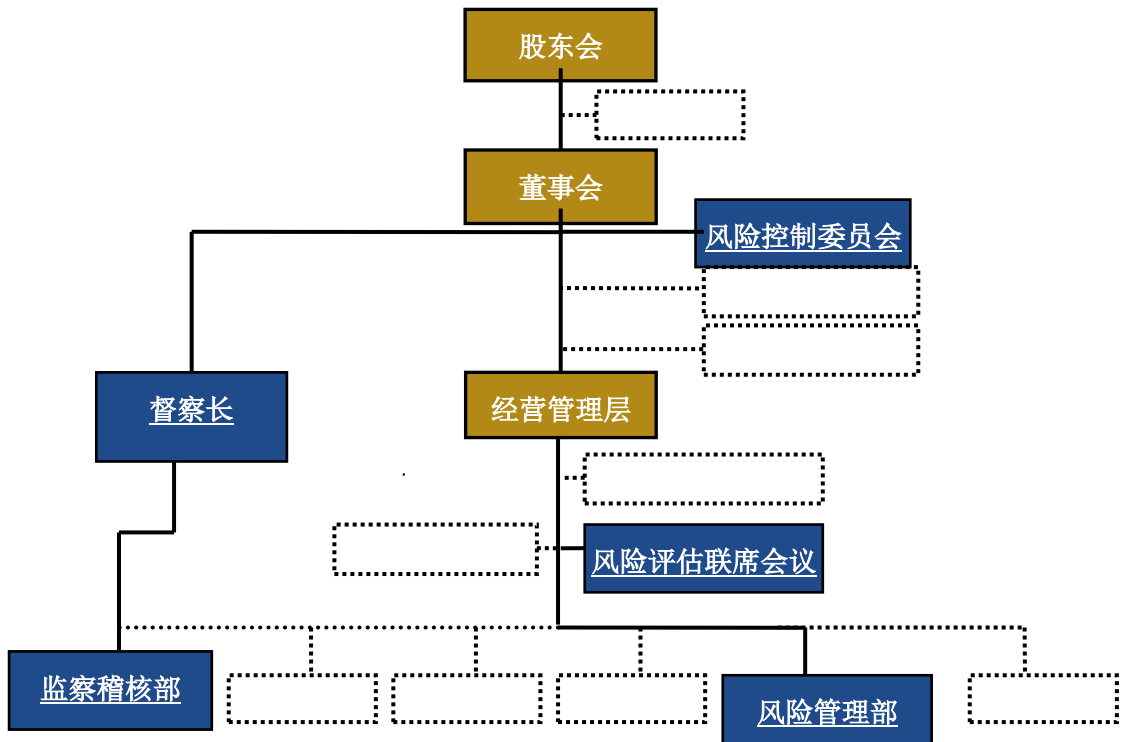 股东会
董事会
风险控制委员会
督察长
经营管理层
风险评估联席会议
监察稽核部
风险管理部